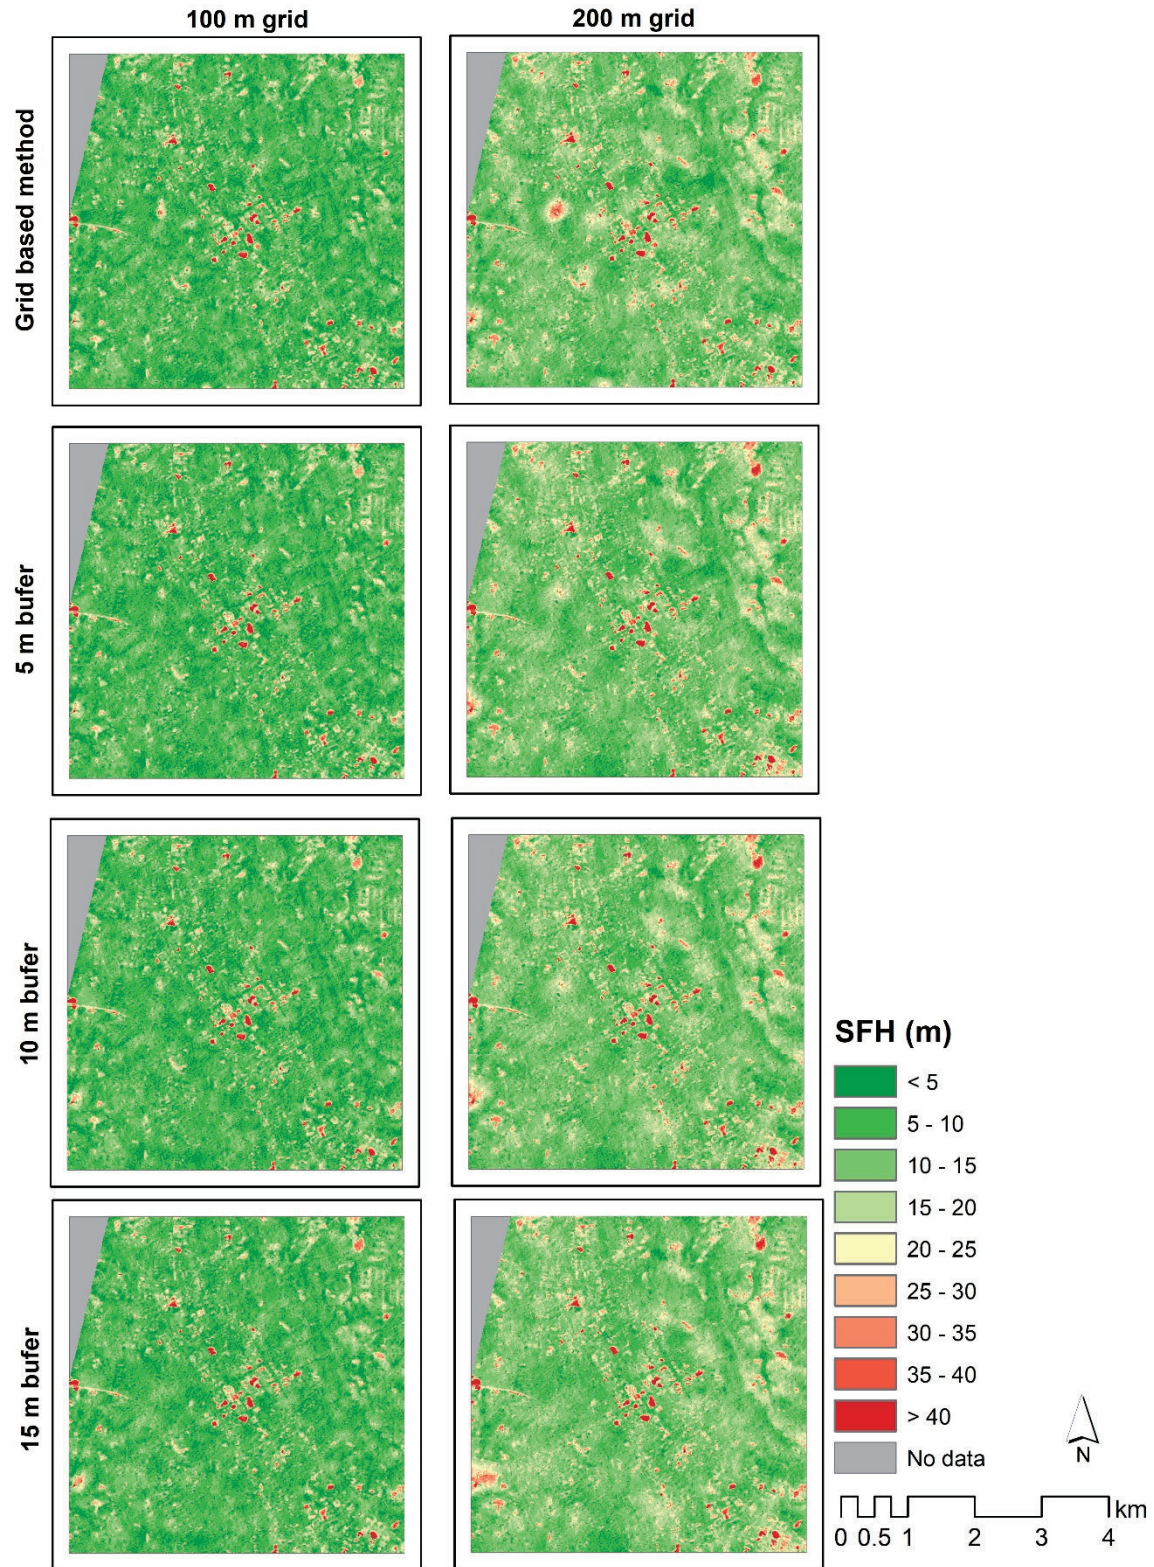 100 m grid
200 m grid
Grid based method
5 m bufer
10 m bufer
15 m bufer
SFH (m)
< 5
5 - 10
10 - 15
15 - 20
20 - 25
25 - 30
30 - 35
35 - 40
> 40
No data
N
km
0 0.5 1 2 3 4